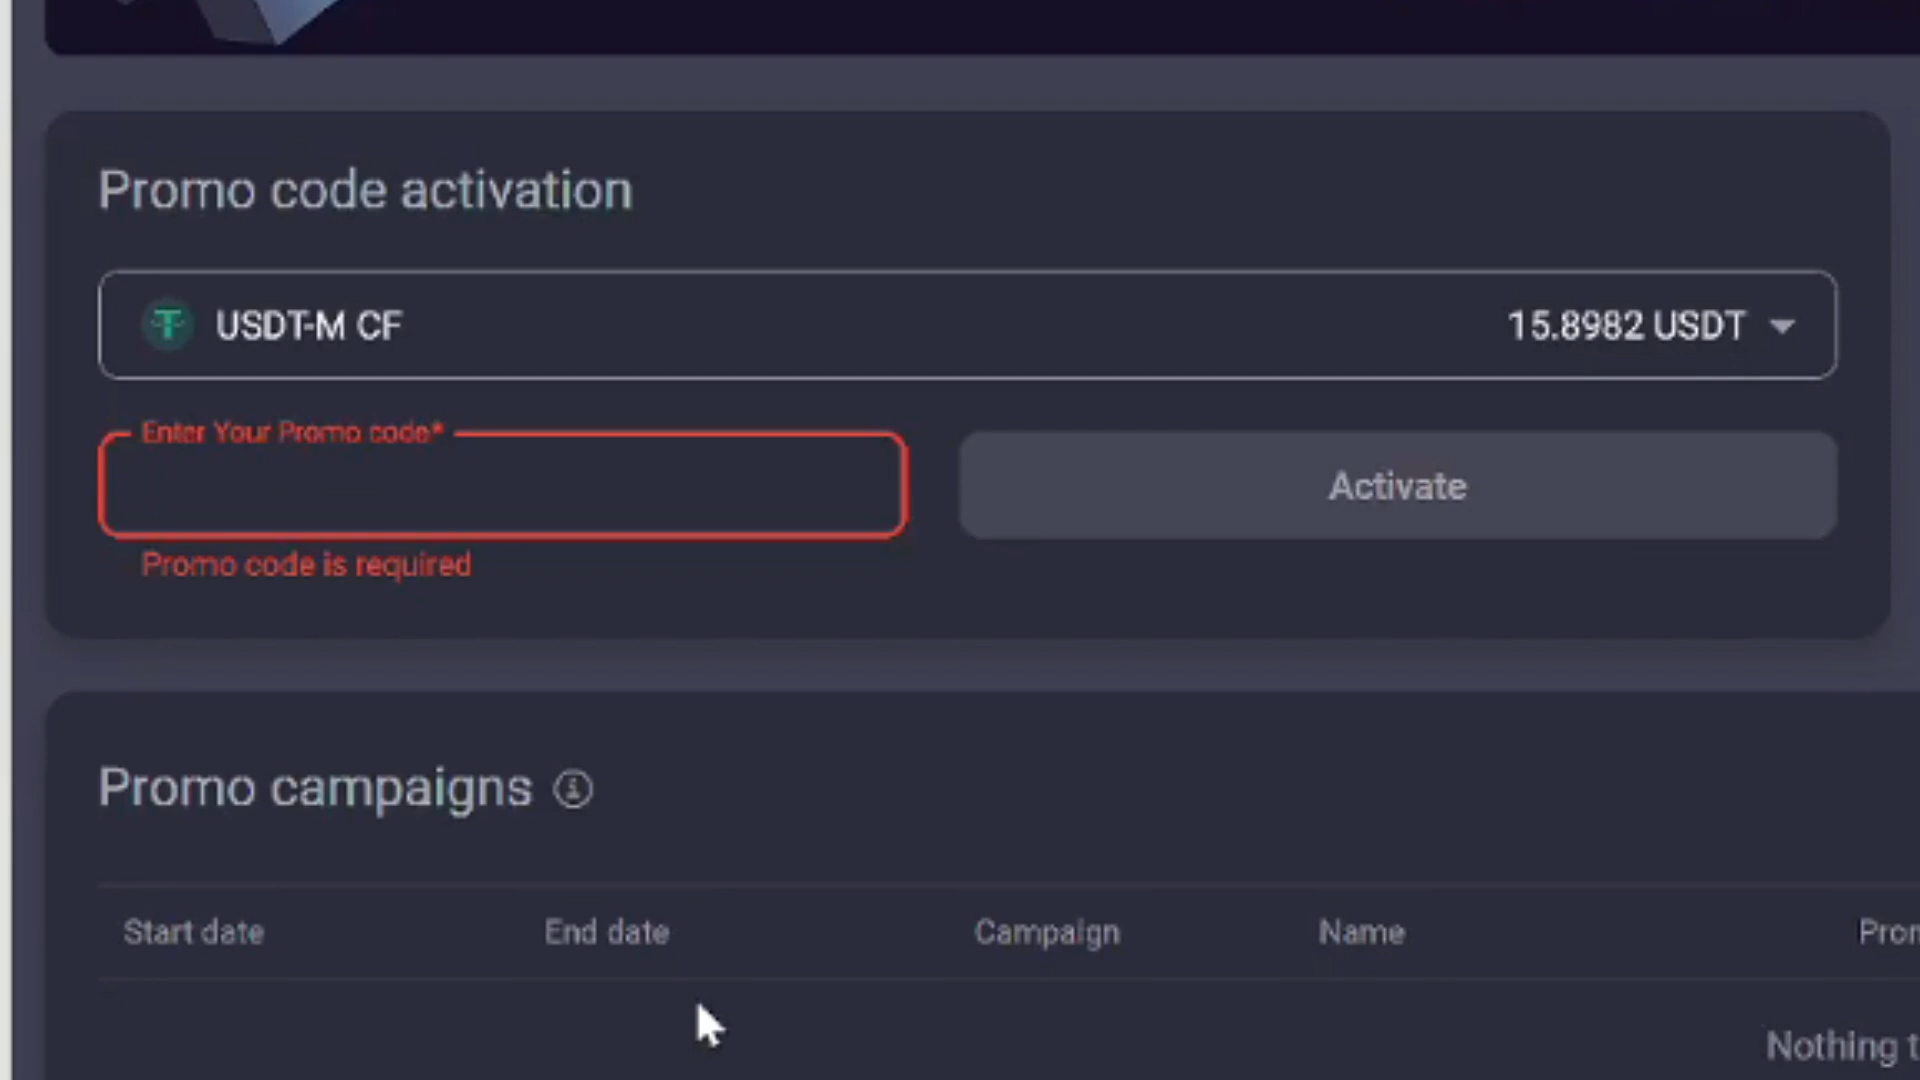 Promo code activation
USDT-M CF 15.8982 USDT
Enter Your Promo code*
Activate
Promo code is required
Promo campaigns
Start date End date Campaign Name
Nothing